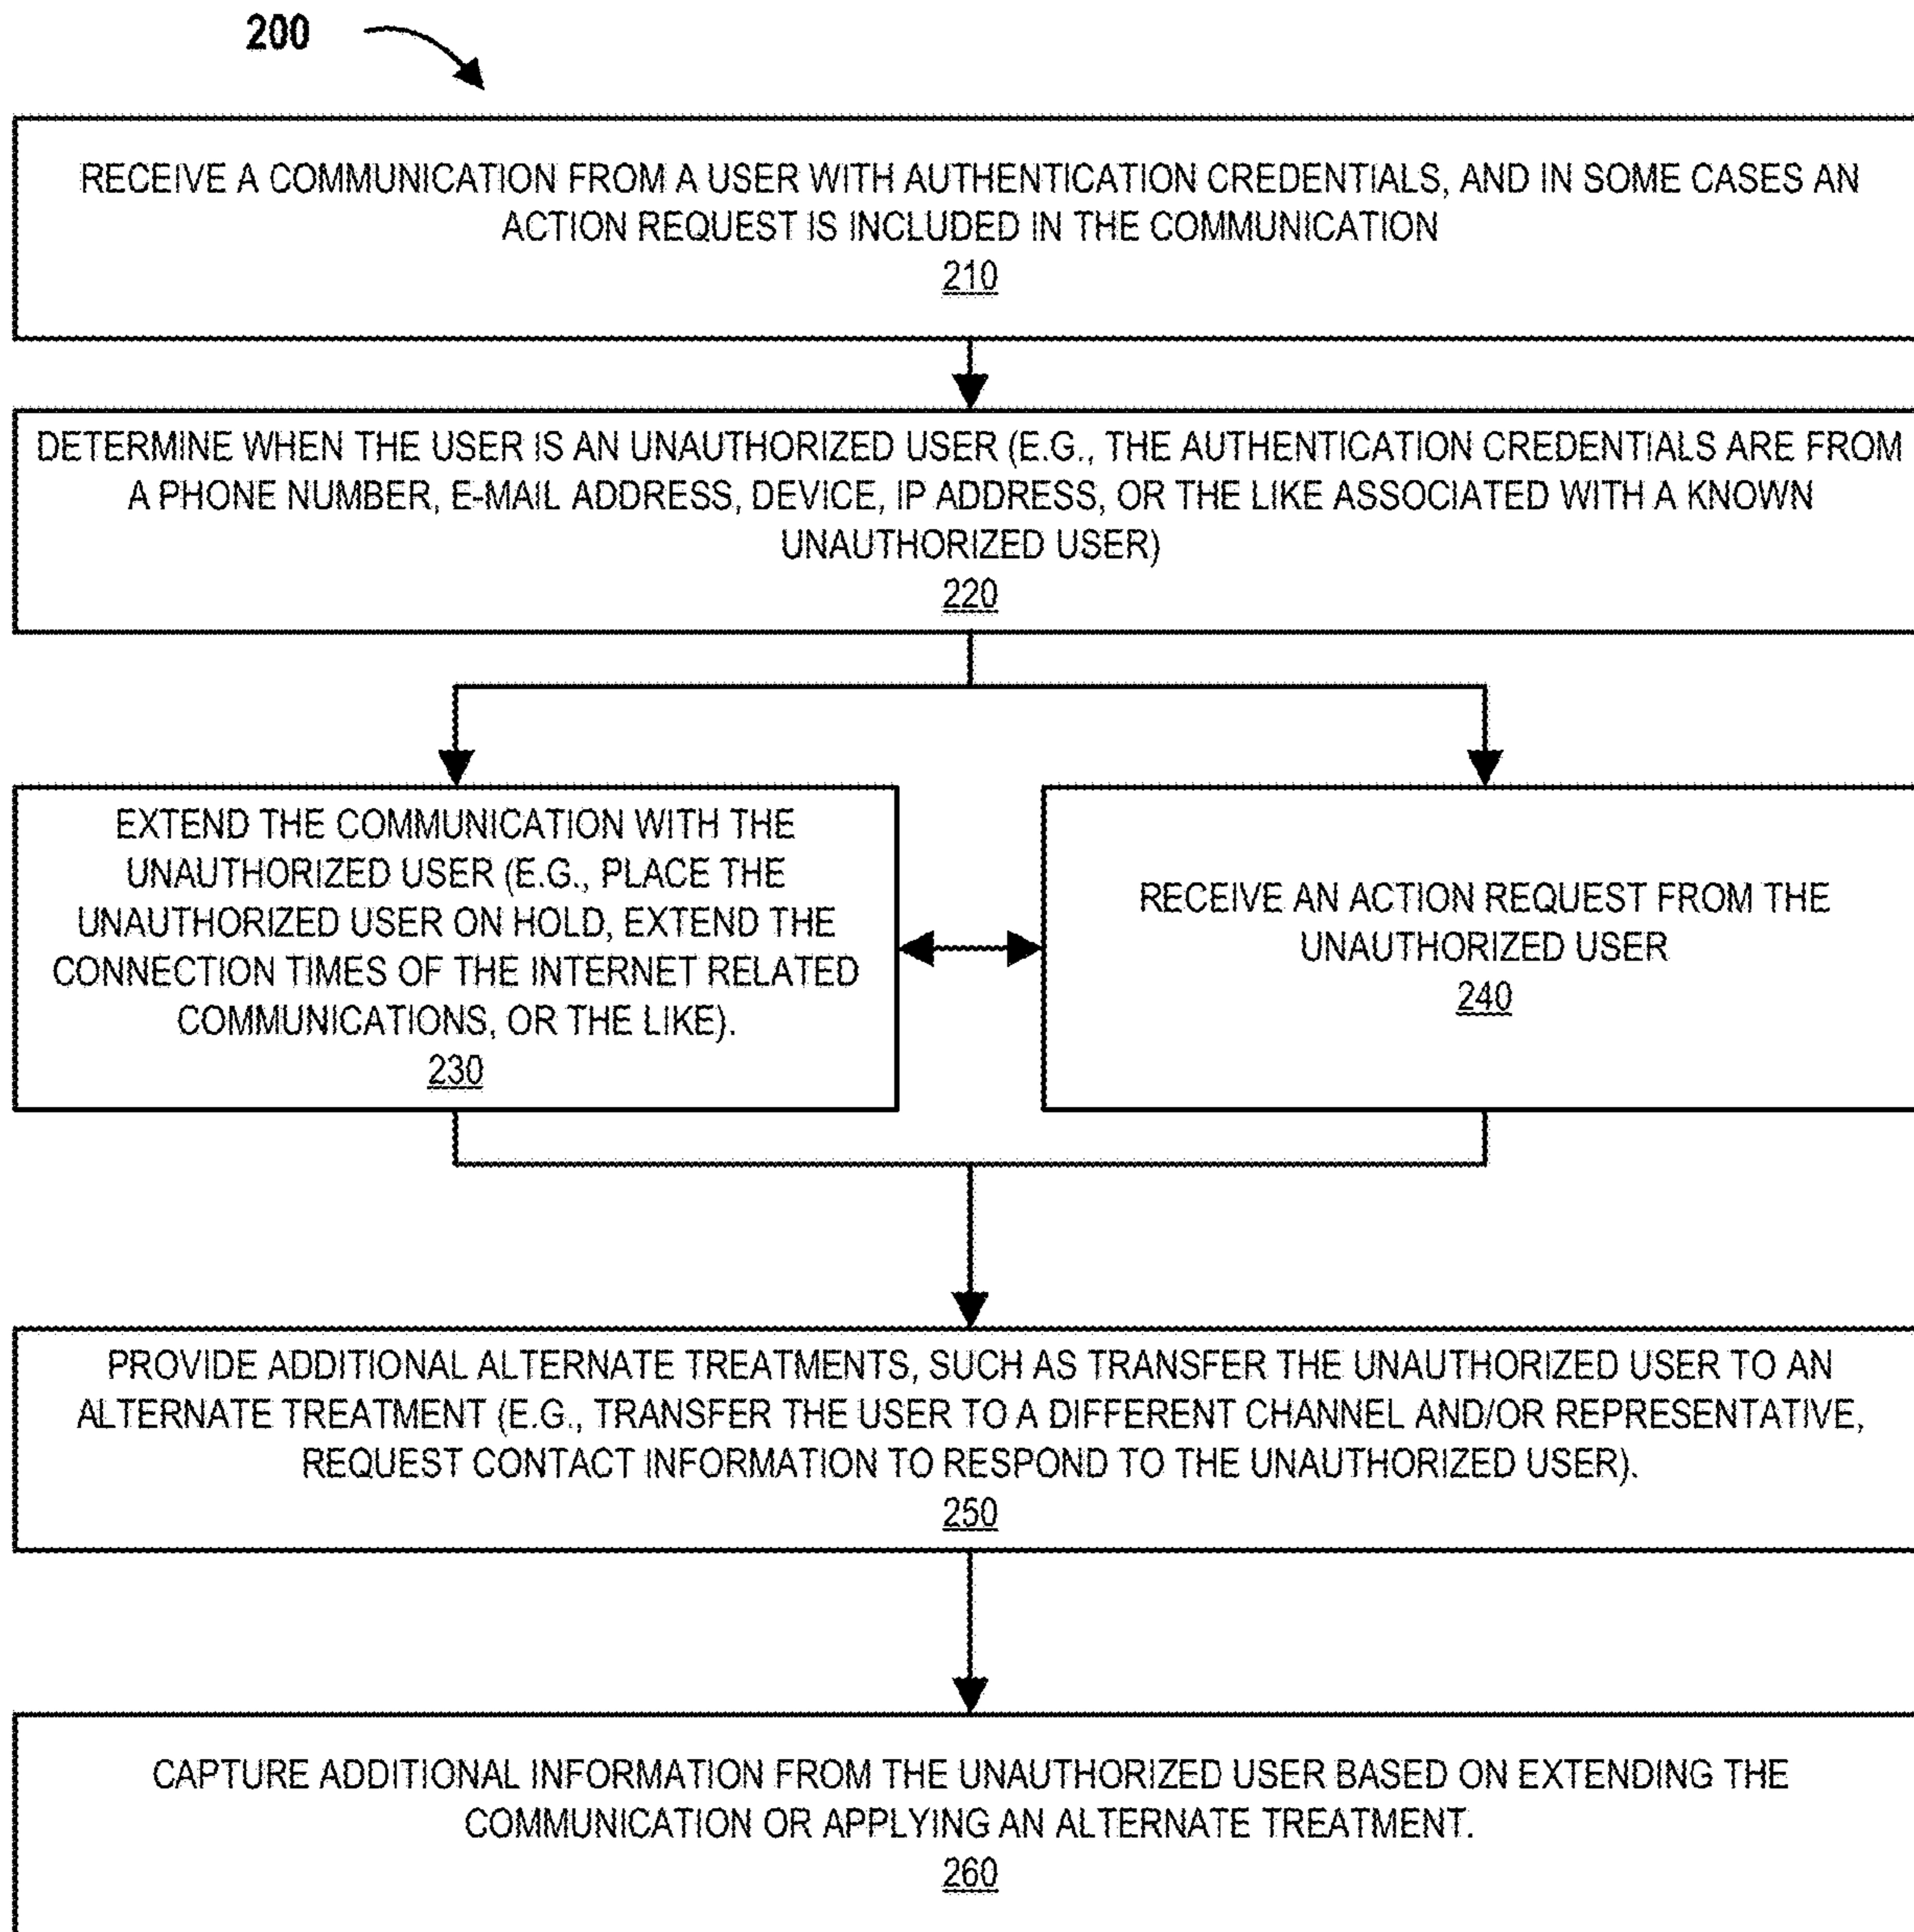 200
RECEIVE A COMMUNICATION FROM A USER WITH AUTHENTICATION CREDENTIALS, AND IN SOME CASES AN
ACTION REQUEST IS INCLUDED IN THE COMMUNICATION
210
DETERMINE WHEN THE USER IS AN UNAUTHORIZED USER (E.G., THE AUTHENTICATION CREDENTIALS ARE FROM
A PHONE NUMBER, E-MAIL ADDRESS, DEVICE, IP ADDRESS, OR THE LIKE ASSOCIATED WITH A KNOWN
UNAUTHORIZED USER)
220
EXTEND THE COMMUNICATION WITH THE
UNAUTHORIZED USER (E.G., PLACE THE
UNAUTHORIZED USER ON HOLD, EXTEND THE
CONNECTION TIMES OF THE INTERNET RELATED
COMMUNICATIONS, OR THE LIKE).
230
RECEIVE AN ACTION REQUEST FROM THE
UNAUTHORIZED USER
240
PROVIDE ADDITIONAL ALTERNATE TREATMENTS, SUCH AS TRANSFER THE UNAUTHORIZED USER TO AN
ALTERNATE TREATMENT (E.G., TRANSFER THE USER TO A DIFFERENT CHANNEL AND/OR REPRESENTATIVE,
REQUEST CONTACT INFORMATION TO RESPOND TO THE UNAUTHORIZED USER).
250
CAPTURE ADDITIONAL INFORMATION FROM THE UNAUTHORIZED USER BASED ON EXTENDING THE
COMMUNICATION OR APPLYING AN ALTERNATE TREATMENT.
260